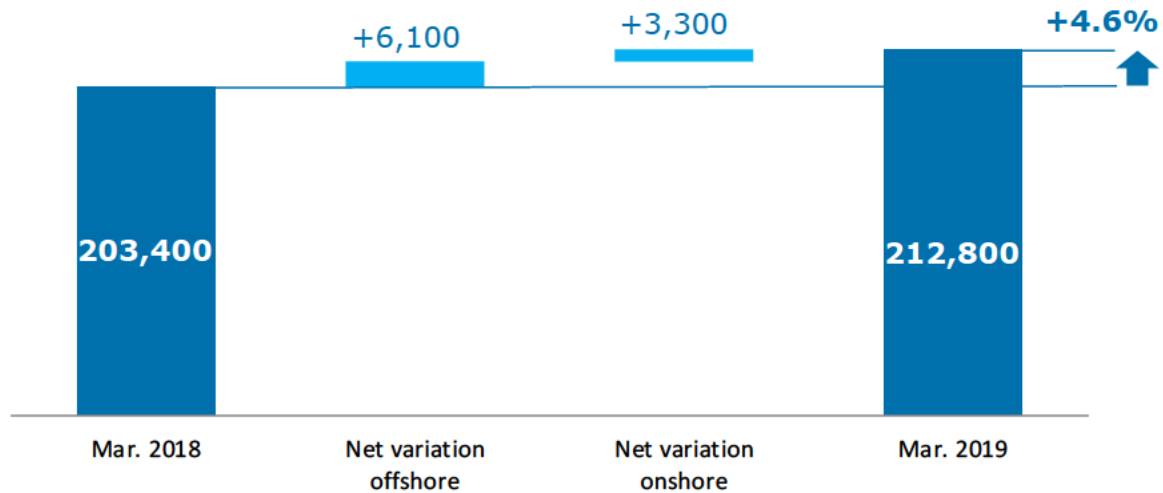 +4.6%
+6,100
+3,300
203,400
212,800
Mar. 2018
Net variation
offshore
Net variation
onshore
Mar. 2019